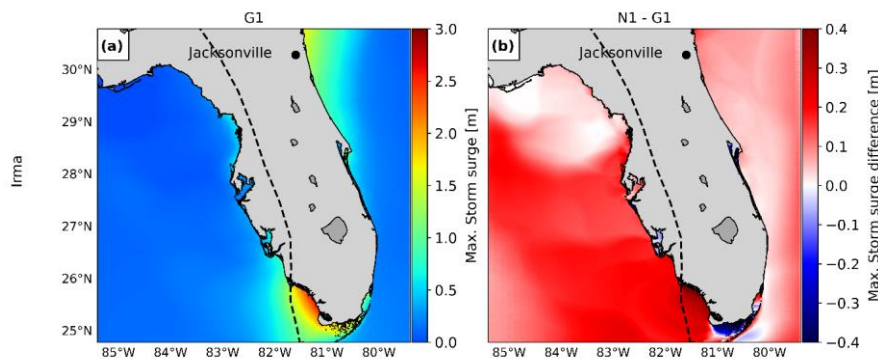 G1
(a)
Jacksonville
Irma
30°N
29°N
28°N
27°N
26°N
25°N
85°W 84°W 83°W 82°W 81°W 80°W
3.0
2.5
2.0
1.5
1.0
0.5
0.0
Max. Storm surge [m]
N1 - G1
(b)
Jacksonville
85°W 84°W 83°W 82°W 81°W 80°W
0.4
0.3
0.2
0.1
0.0
−0.1
−0.2
−0.3
−0.4
Max. Storm surge difference [m]